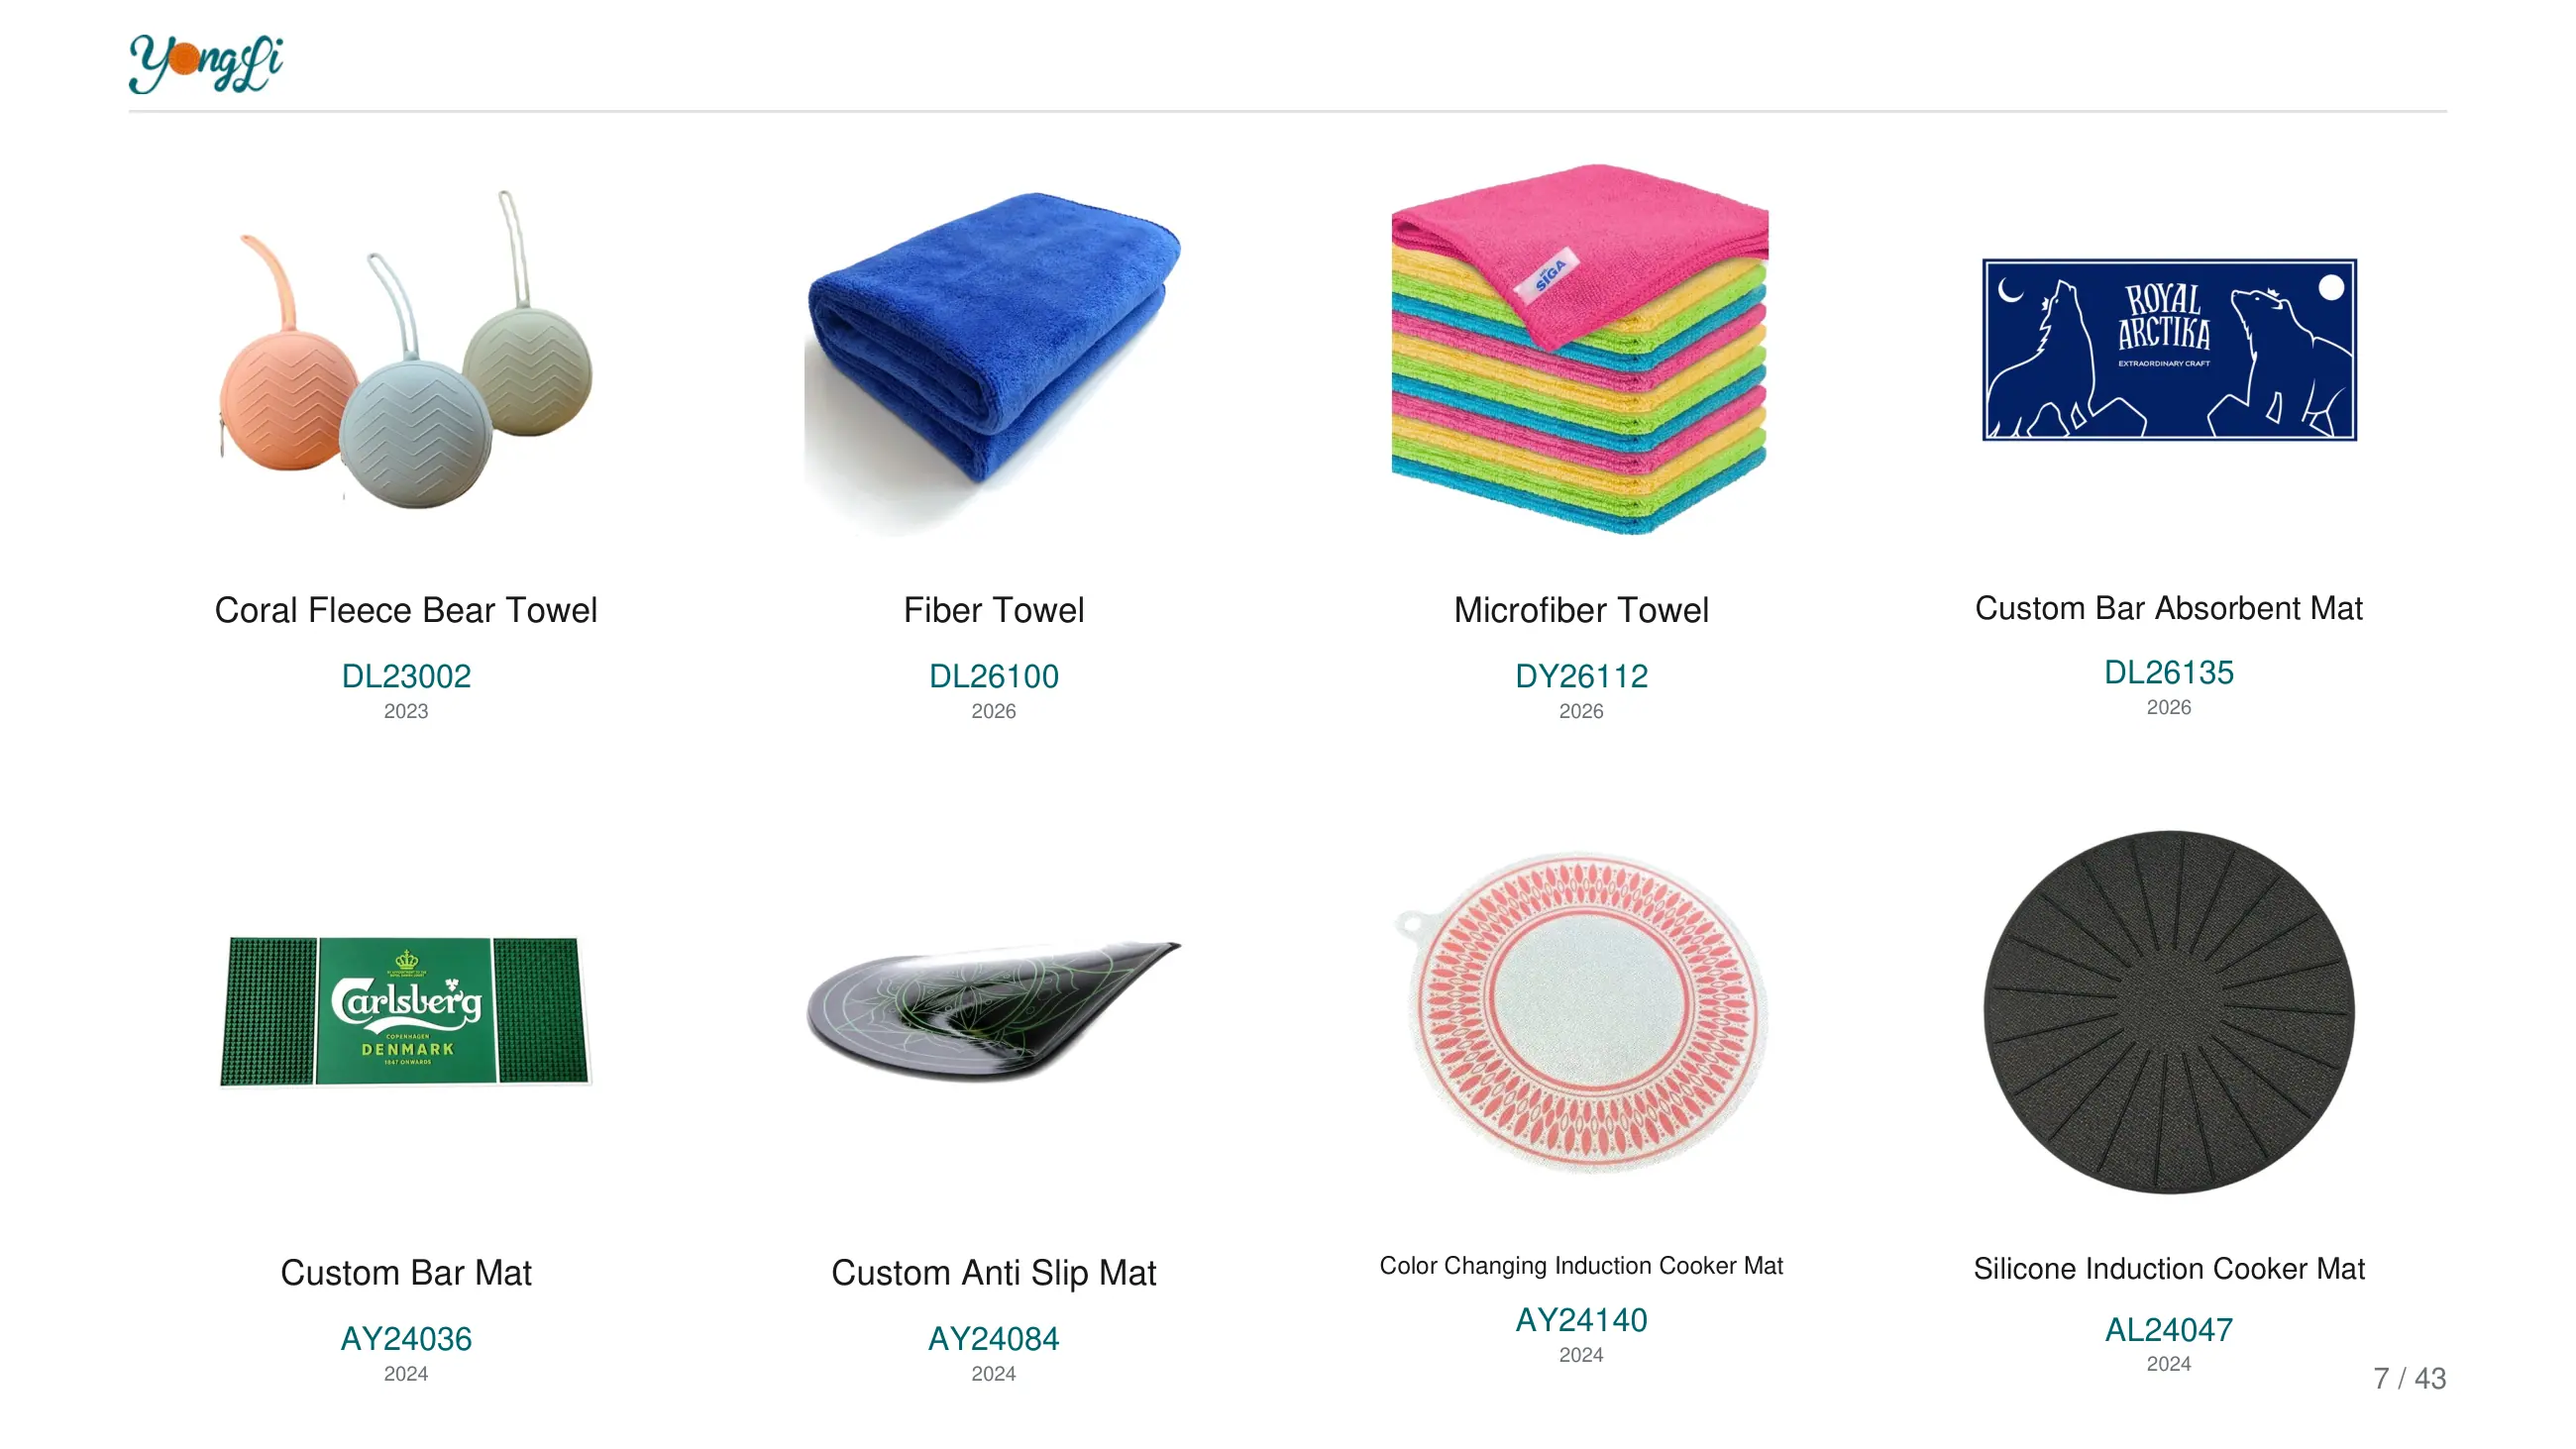 YongLi
SIGA
ROYAL
ARCTIKA
EXTRAORDINARY CRAFT
Coral Fleece Bear Towel
DL23002
2023
Fiber Towel
DL26100
2026
Microfiber Towel
DY26112
2026
Custom Bar Absorbent Mat
DL26135
2026
Carlsberg
COPENHAGEN
DENMARK
1847 ONWARDS
Custom Bar Mat
AY24036
2024
Custom Anti Slip Mat
AY24084
2024
Color Changing Induction Cooker Mat
AY24140
2024
Silicone Induction Cooker Mat
AL24047
2024
7 / 43